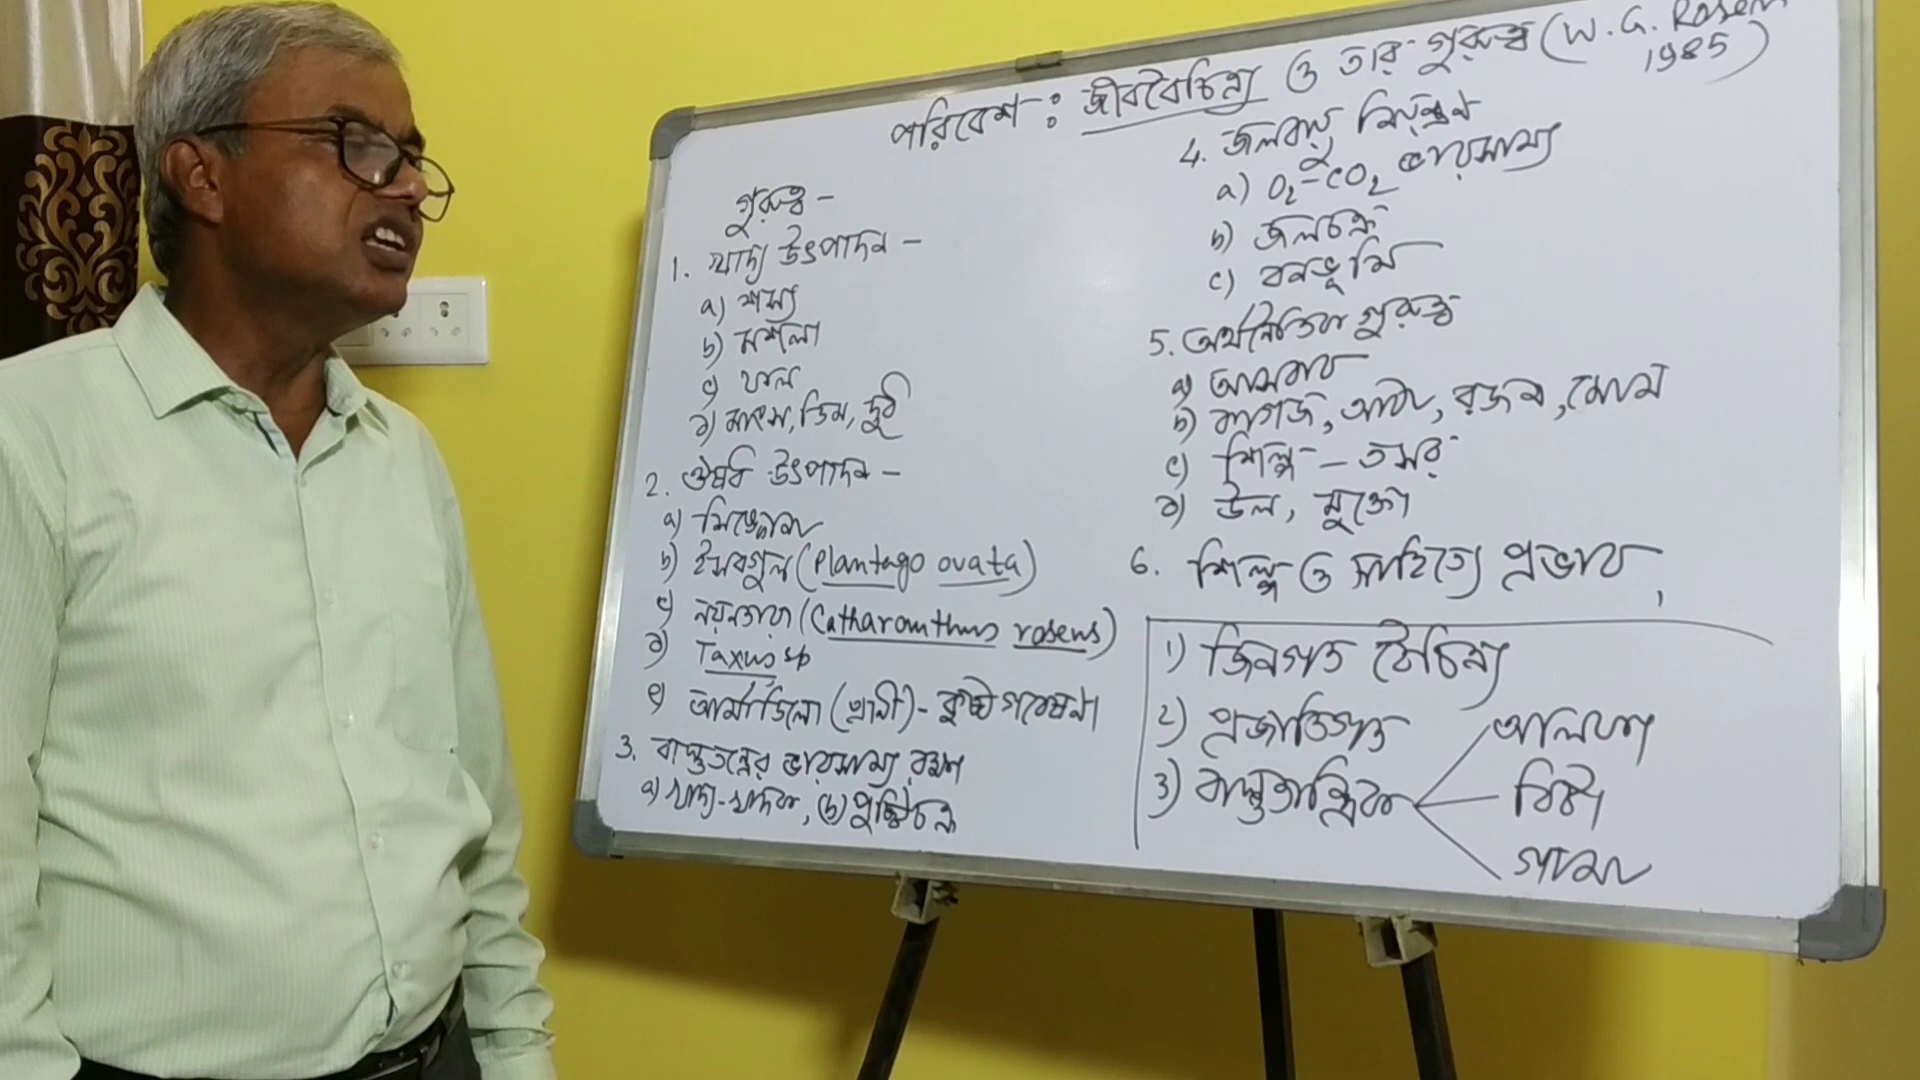 পরিবেশ : জীববৈচিত্র্য ও তার গুরুত্ব (W. G. Rosen
1985)
গুরুত্ব –
1. খাদ্য উৎপাদন –
a) শস্য
b) মশলা
c) ফল
d) মাংস, ডিম, দুধ
2. ঔষধি উৎপাদন –
a) সিঙ্কোনা
b) ইসবগুল (Plantago ovata)
c) নয়নতারা (Catharanthus roseus)
d) Taxus sp
e) আর্মাডিলো (প্রাণী) - কুষ্ঠ গবেষণা
3. বাস্তুতন্ত্রের ভারসাম্য রক্ষা
a) খাদ্য-খাদক, (b) পুষ্টিচক্র
4. জলবায়ু নিয়ন্ত্রণ
a) O₂-CO₂ ভারসাম্য
b) জলচক্র
c) বনভূমি
5. অর্থনৈতিক গুরুত্ব
a) আসবাব
b) কাগজ, আঠা, রজন, মোম
c) শিল্প – তসর
d) উল, মুক্তো
6. শিল্প ও সাহিত্যে প্রভাব,
1) জিনগত বৈচিত্র্য
2) প্রজাতিগত
3) বাস্তুতান্ত্রিক
আলফা
বিটা
গামা